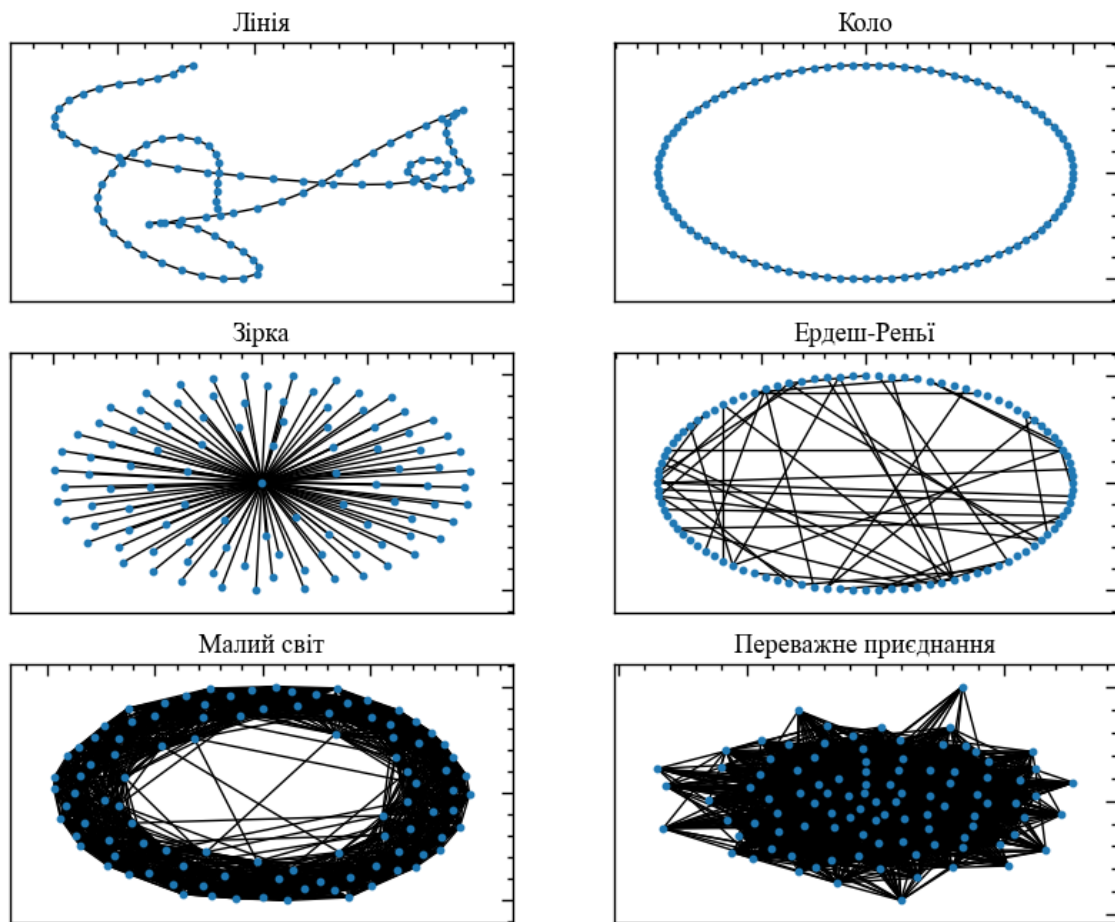 Лінія
Коло
Зірка
Ердеш-Реньї
Малий світ
Переважне приєднання